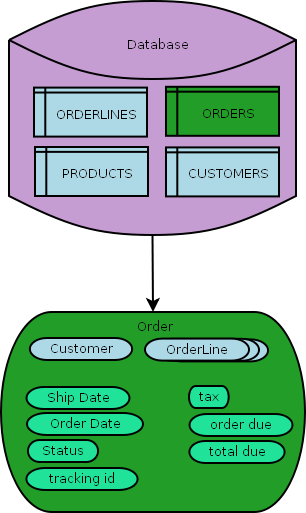 Database
ORDERLINES
ORDERS
PRODUCTS
CUSTOMERS
Order
Customer
OrderLine
Ship Date
tax
Order Date
order due
Status
total due
tracking id